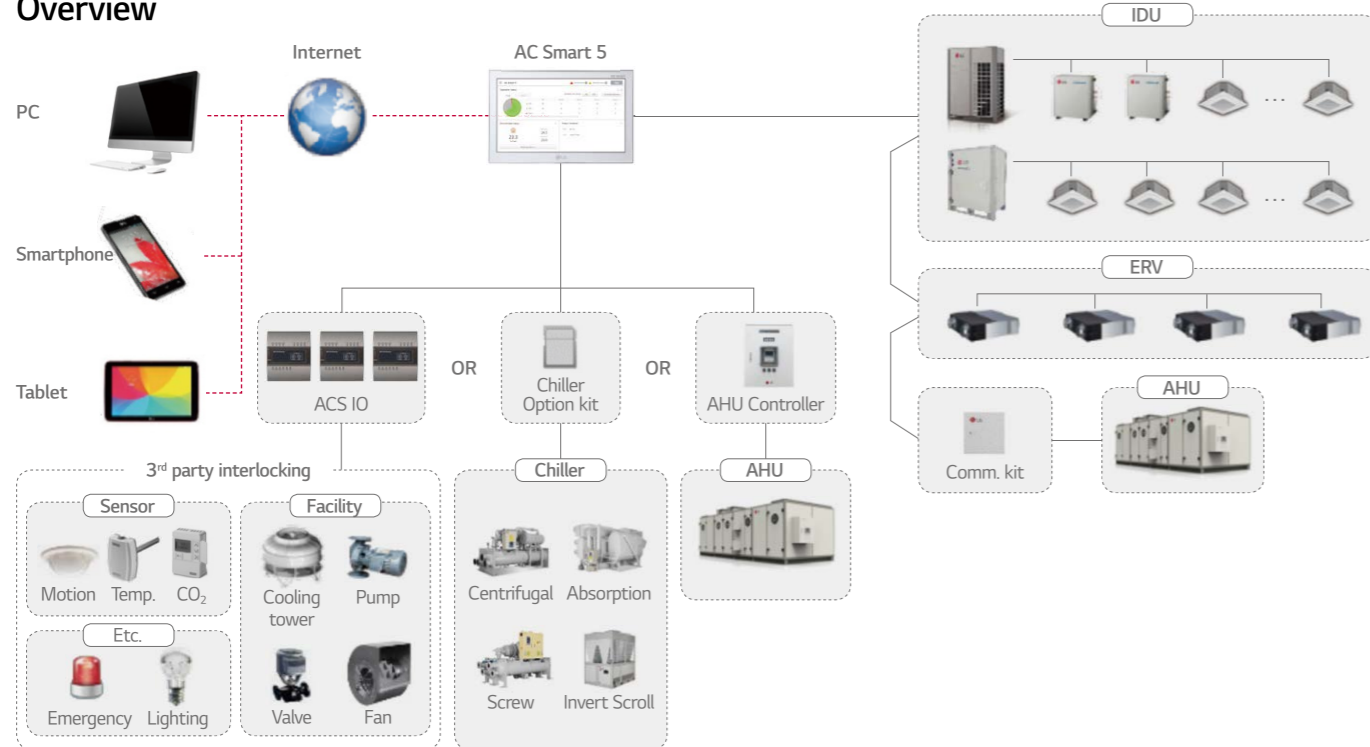 Overview
IDU
Internet
AC Smart 5
PC
Smartphone
ERV
Tablet
ACS IO
OR
Chiller
Option kit
OR
AHU Controller
Comm. kit
AHU
3rd party interlocking
Sensor
Motion
Temp.
CO₂
Etc.
Emergency
Lighting
Facility
Cooling
tower
Pump
Valve
Fan
Chiller
Centrifugal
Absorption
Screw
Invert Scroll
AHU